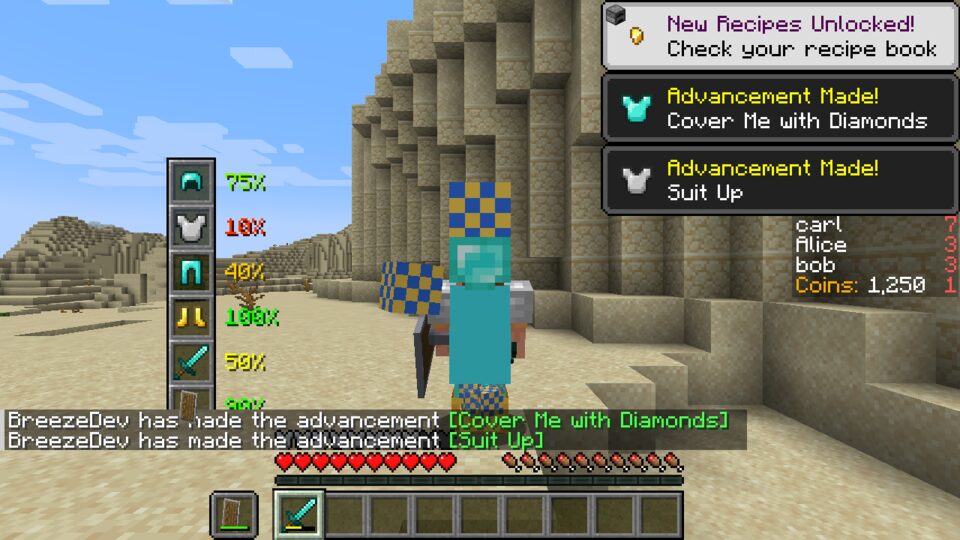 New Recipes Unlocked!
Check your recipe book
Advancement Made!
Cover Me with Diamonds
Advancement Made!
Suit Up
75%
10%
40%
100%
50%
90%
carl 7
Alice 3
bob 3
Coins: 1,250 1
BreezeDev has made the advancement [Cover Me with Diamonds]
BreezeDev has made the advancement [Suit Up]